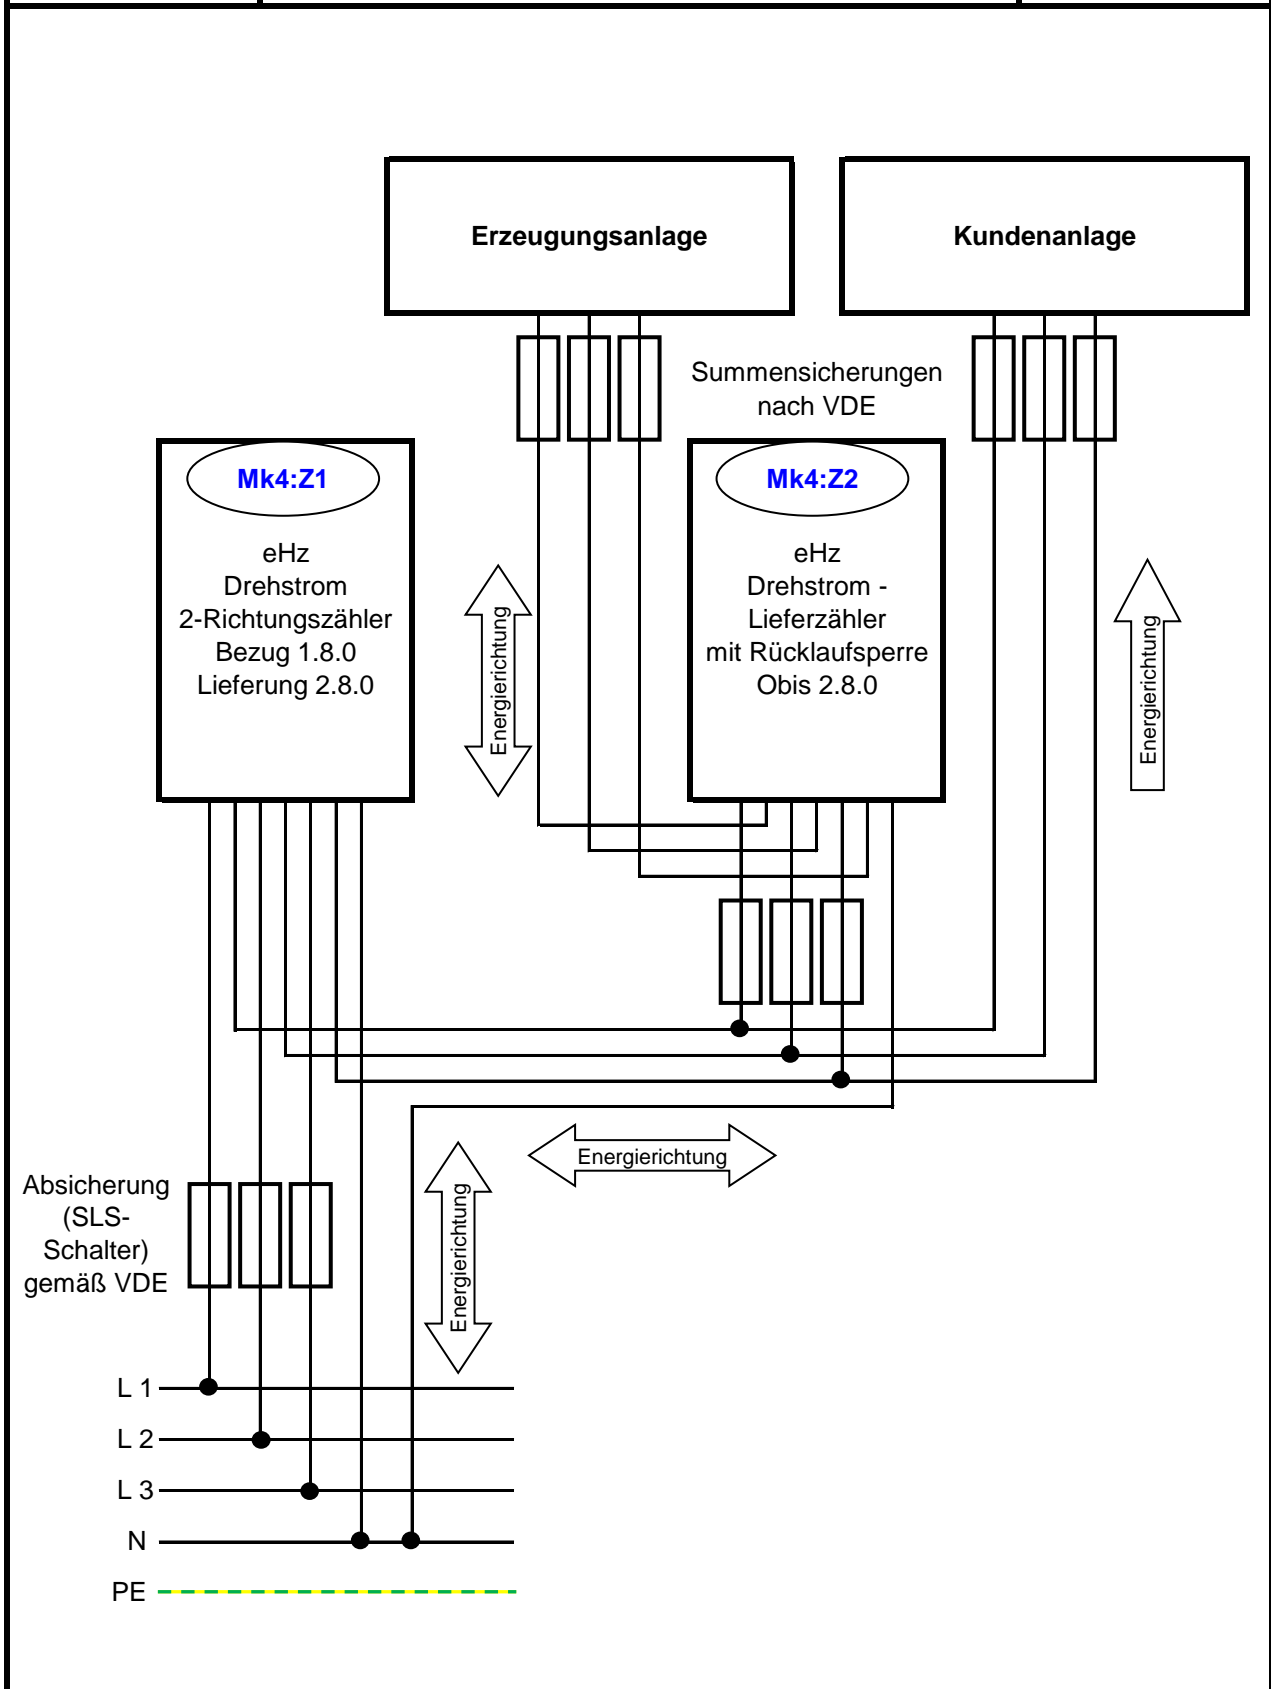 Erzeugungsanlage
Kundenanlage
Summensicherungen
nach VDE
Mk4:Z1
eHz
Drehstrom
2-Richtungszähler
Bezug 1.8.0
Lieferung 2.8.0
Energierichtung
Mk4:Z2
eHz
Drehstrom -
Lieferzähler
mit Rücklaufsperre
Obis 2.8.0
Energierichtung
Energierichtung
Energierichtung
Absicherung
(SLS-
Schalter)
gemäß VDE
L 1
L 2
L 3
N
PE